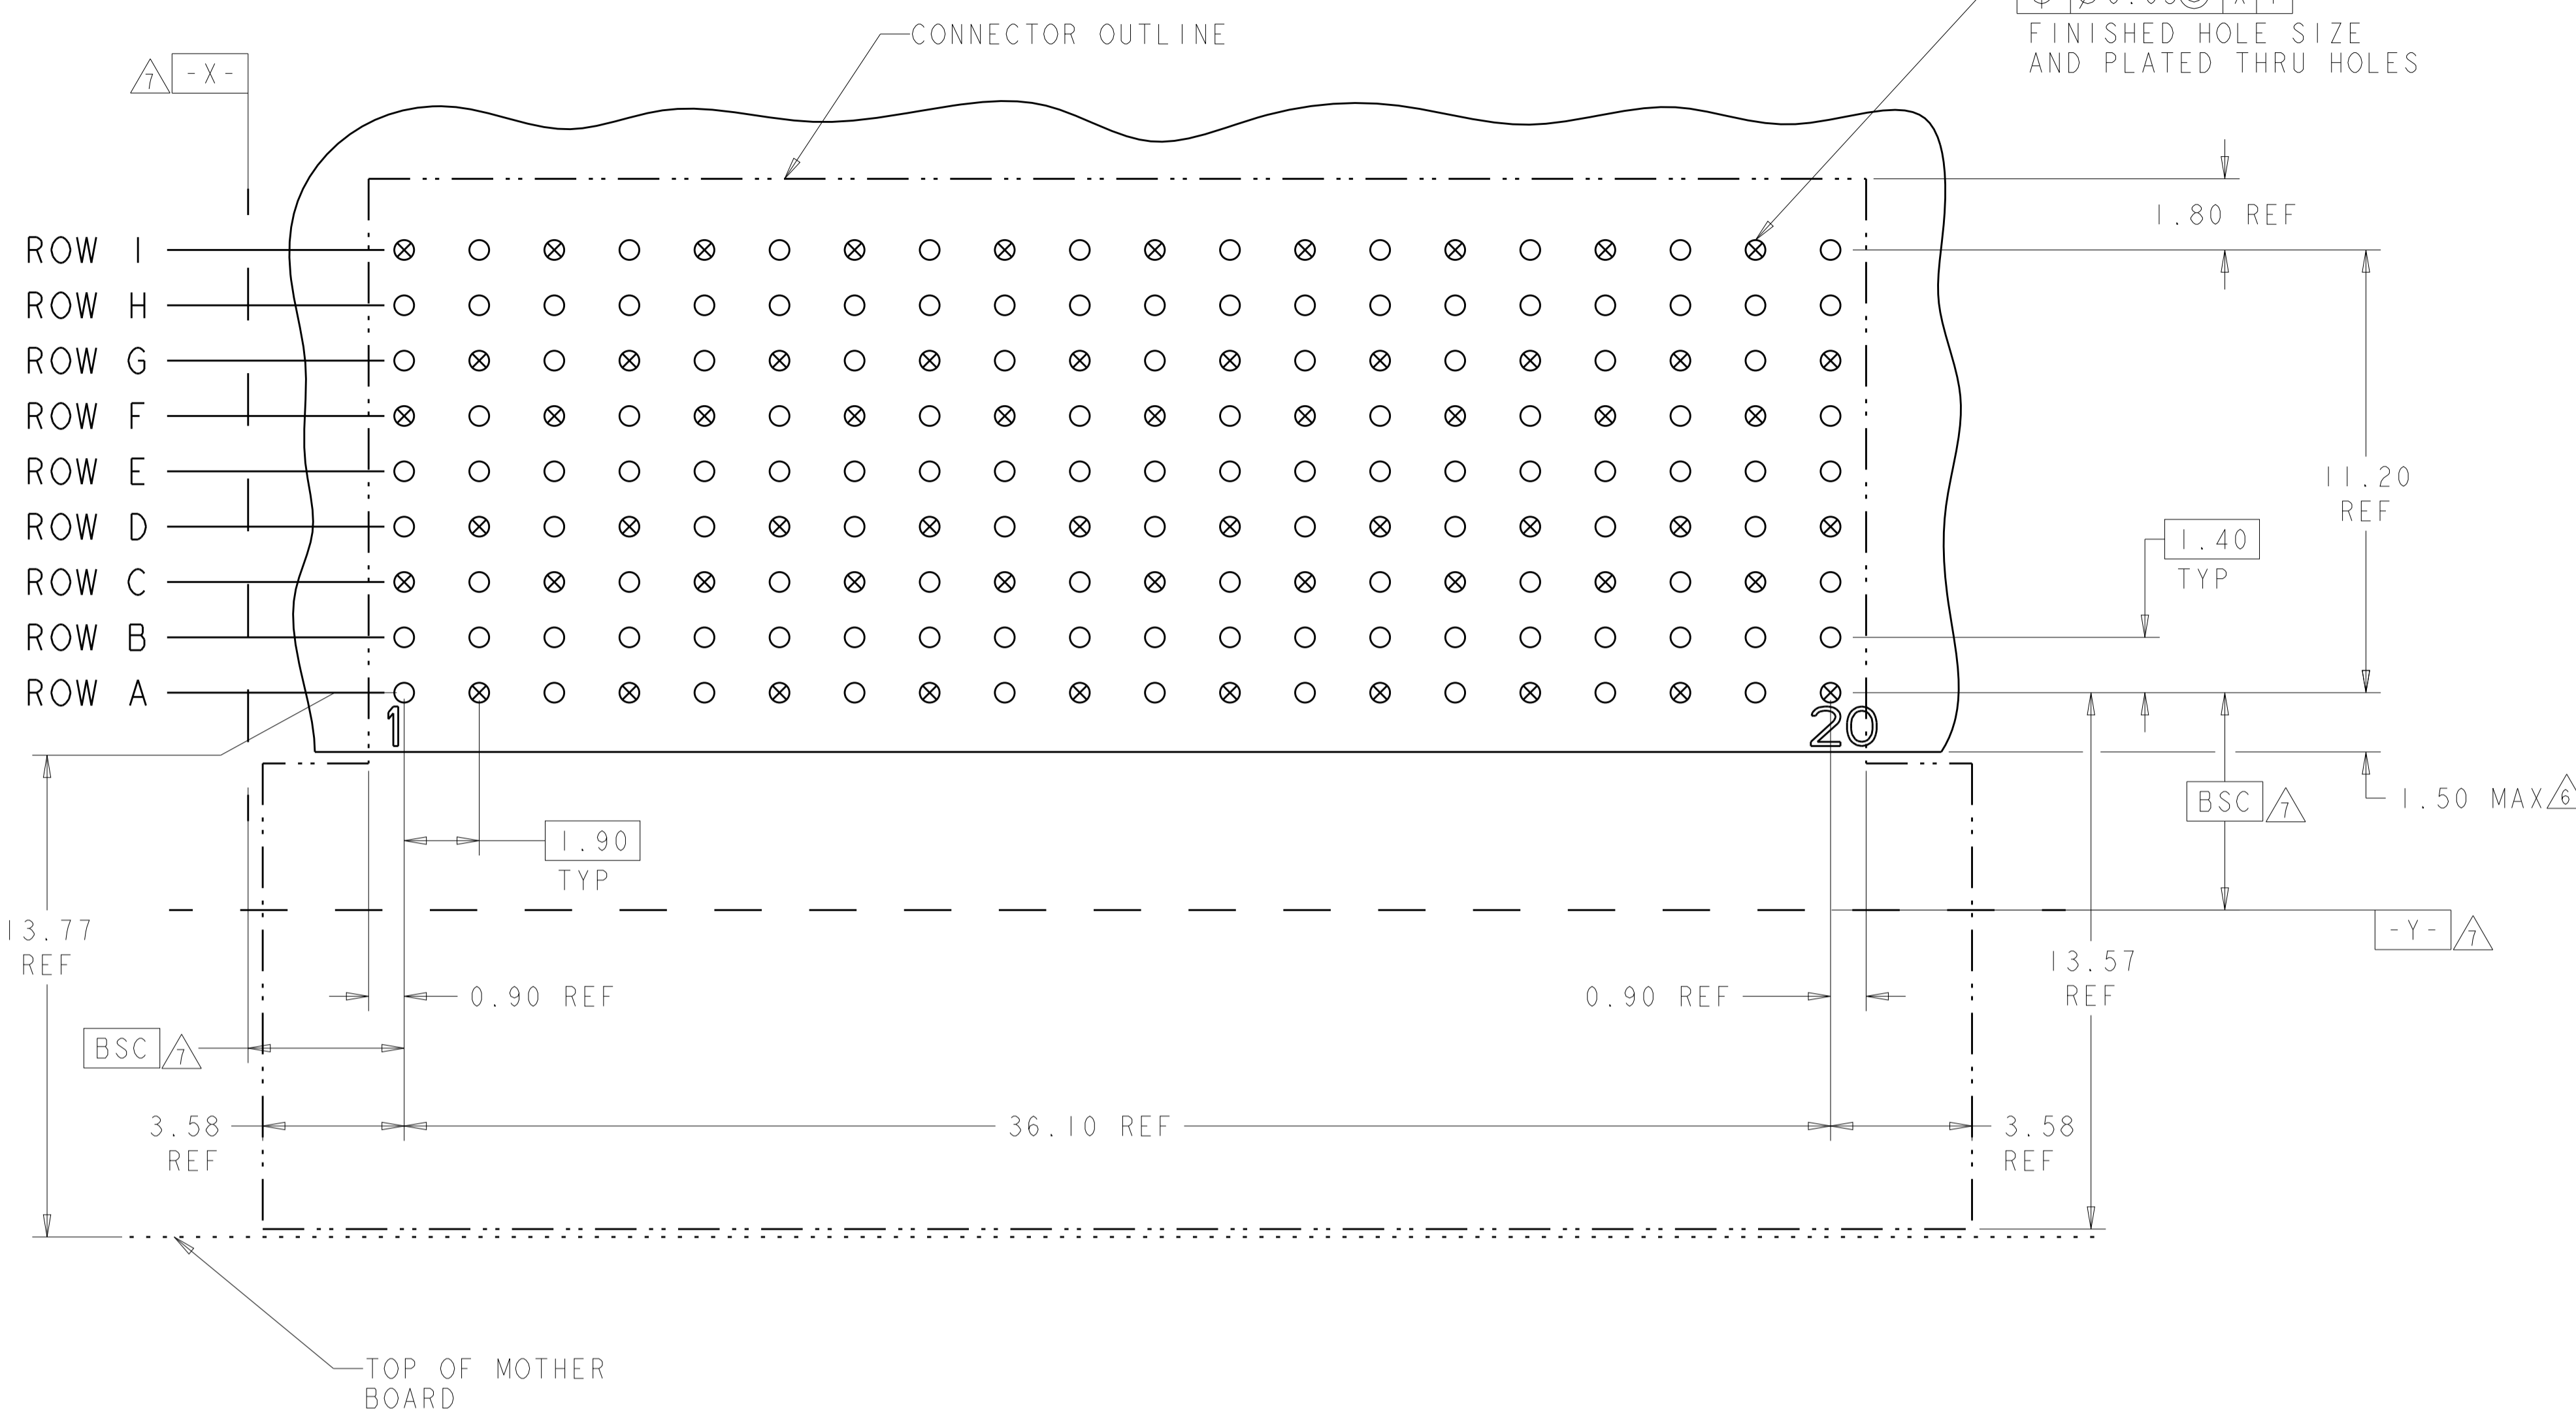 CONNECTOR OUTLINE
FINISHED HOLE SIZE
AND PLATED THRU HOLES
7 -X-
1.80 REF
ROW I
ROW H
ROW G
ROW F
ROW E
ROW D
ROW C
ROW B
ROW A
11.20
REF
1.40
TYP
1
20
BSC 7
1.50 MAX 6
1.90
TYP
13.77
REF
-Y- 7
13.57
REF
0.90 REF
0.90 REF
BSC 7
3.58
REF
36.10 REF
3.58
REF
TOP OF MOTHER
BOARD